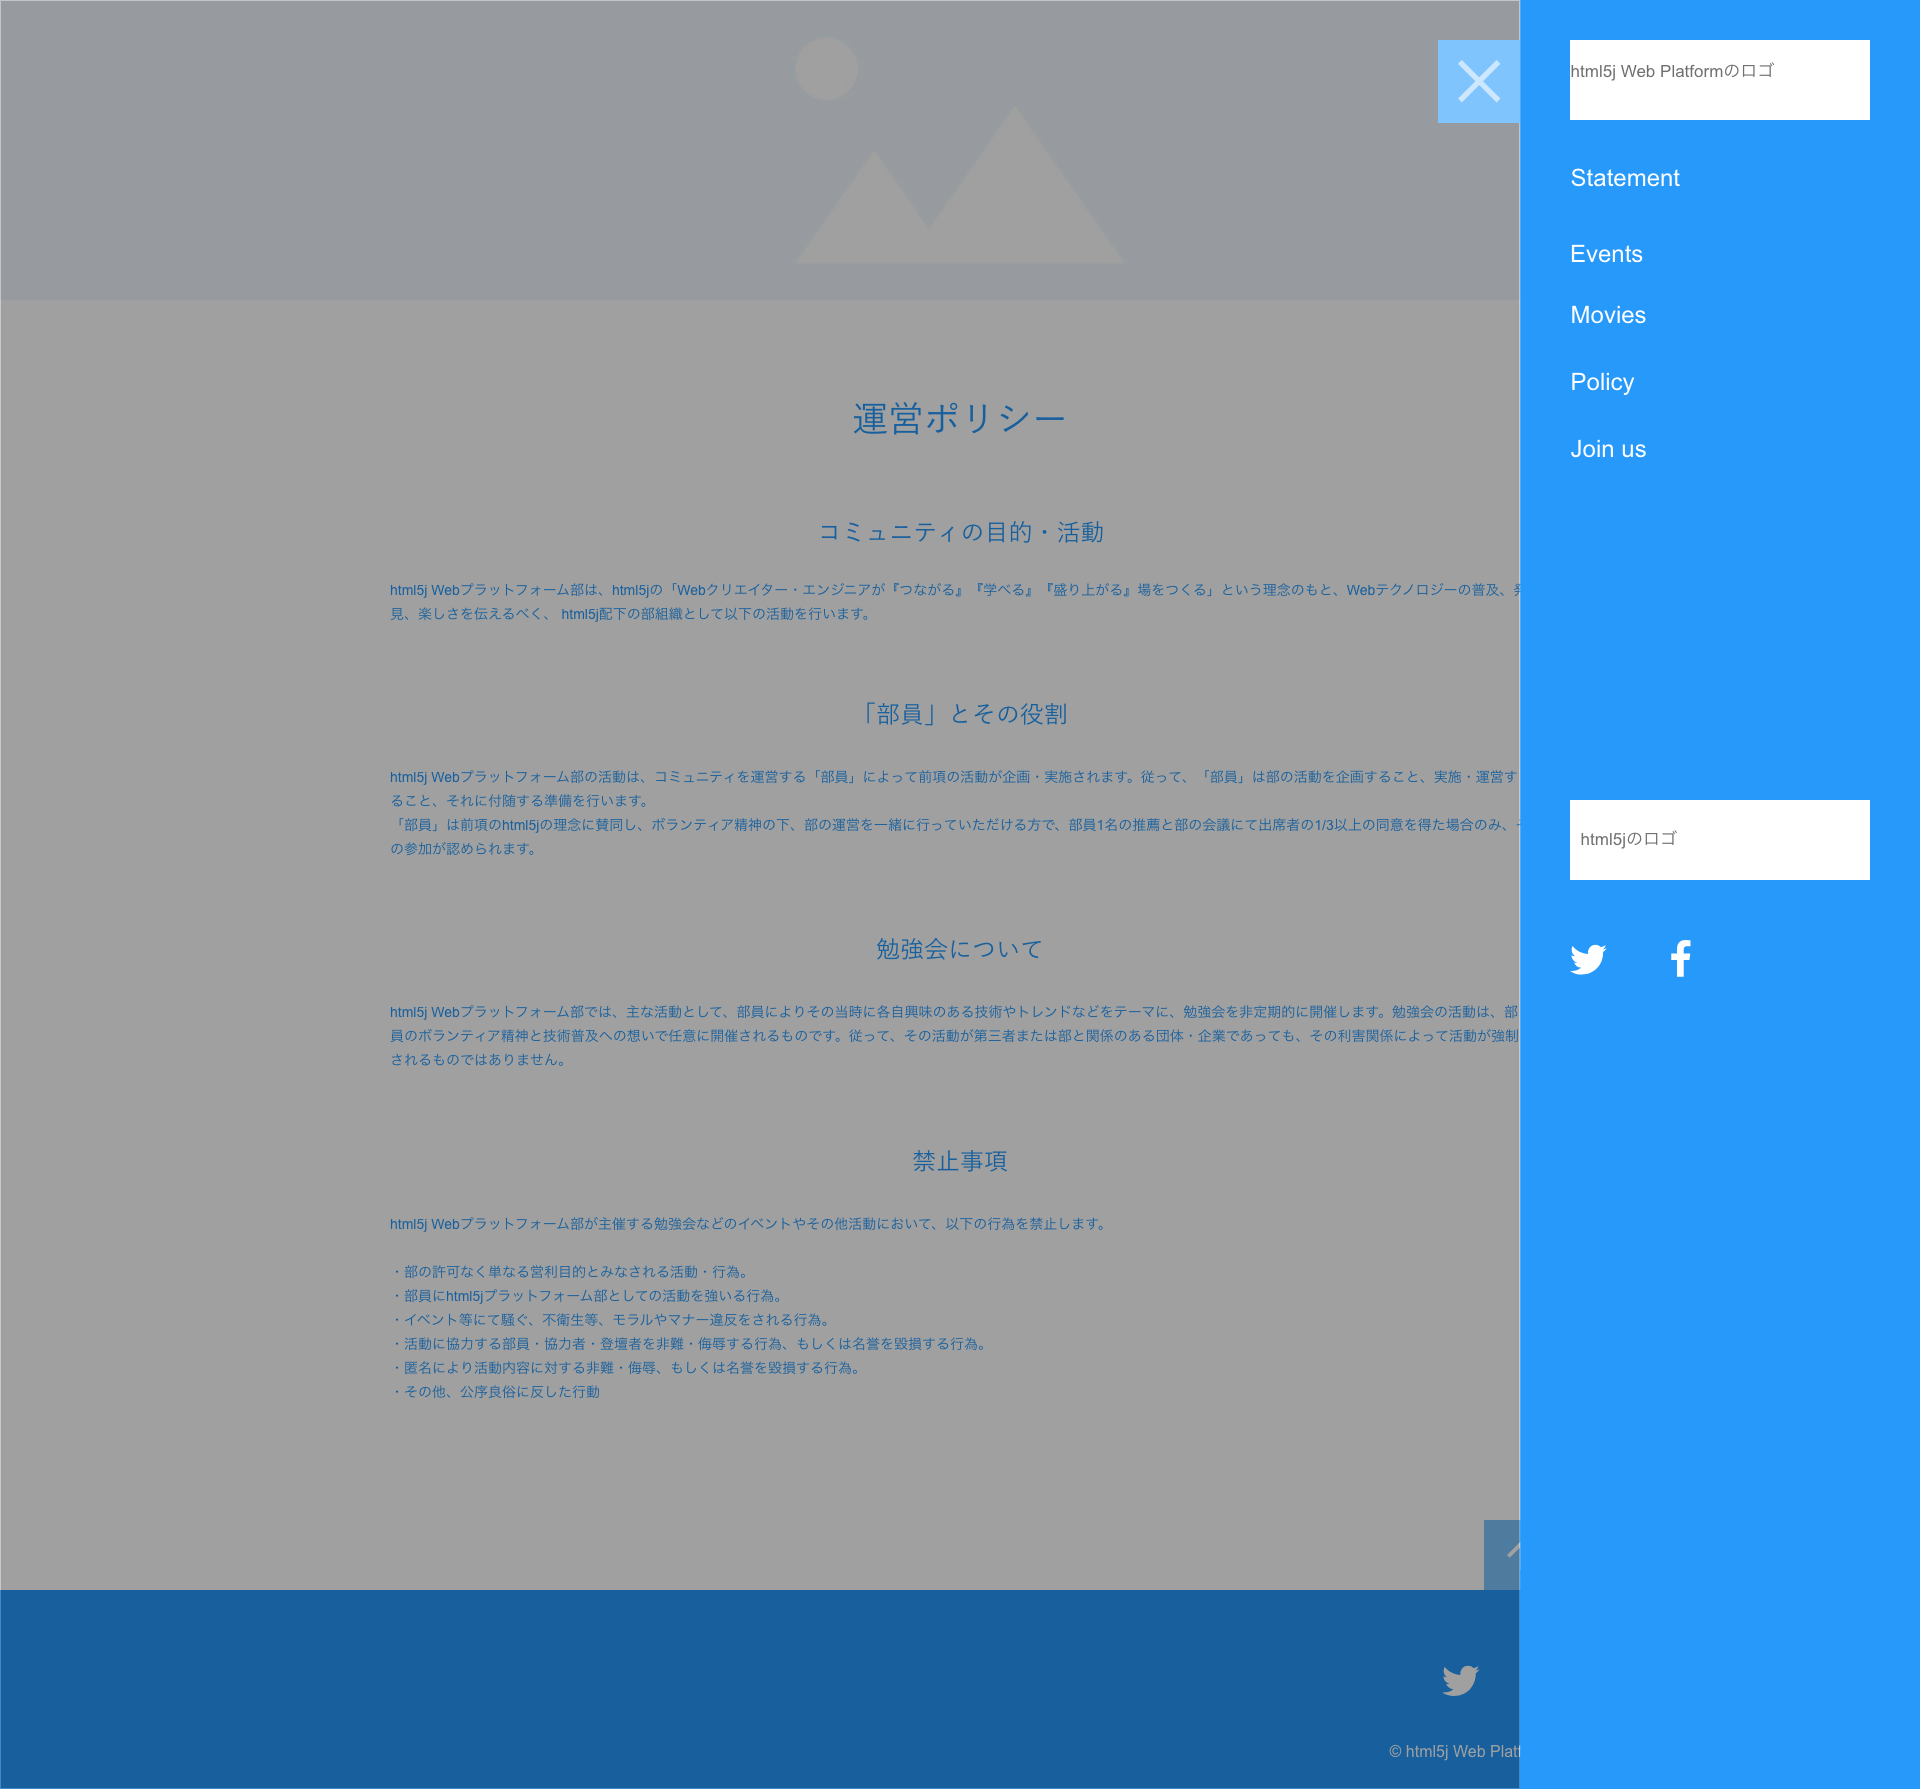 html5j Web Platformのロゴ
Statement
Events
Movies
Policy
Join us
運営ポリシー
コミュニティの目的・活動
html5j Webプラットフォーム部は、html5jの「Webクリエイター・エンジニアが『つながる』『学べる』『盛り上がる』場をつくる」という理念のもと、Webテクノロジーの普及、発
見、楽しさを伝えるべく、 html5j配下の部組織として以下の活動を行います。
「部員」とその役割
html5j Webプラットフォーム部の活動は、コミュニティを運営する「部員」によって前項の活動が企画・実施されます。従って、「部員」は部の活動を企画すること、実施・運営す
ること、それに付随する準備を行います。
「部員」は前項のhtml5jの理念に賛同し、ボランティア精神の下、部の運営を一緒に行っていただける方で、部員1名の推薦と部の会議にて出席者の1/3以上の同意を得た場合のみ、そ
の参加が認められます。
html5jのロゴ
勉強会について
html5j Webプラットフォーム部では、主な活動として、部員によりその当時に各自興味のある技術やトレンドなどをテーマに、勉強会を非定期的に開催します。勉強会の活動は、部
員のボランティア精神と技術普及への想いで任意に開催されるものです。従って、その活動が第三者または部と関係のある団体・企業であっても、その利害関係によって活動が強制
されるものではありません。
禁止事項
html5j Webプラットフォーム部が主催する勉強会などのイベントやその他活動において、以下の行為を禁止します。
・部の許可なく単なる営利目的とみなされる活動・行為。
・部員にhtml5jプラットフォーム部としての活動を強いる行為。
・イベント等にて騒ぐ、不衛生等、モラルやマナー違反をされる行為。
・活動に協力する部員・協力者・登壇者を非難・侮辱する行為、もしくは名誉を毀損する行為。
・匿名により活動内容に対する非難・侮辱、もしくは名誉を毀損する行為。
・その他、公序良俗に反した行動
© html5j Web Plat